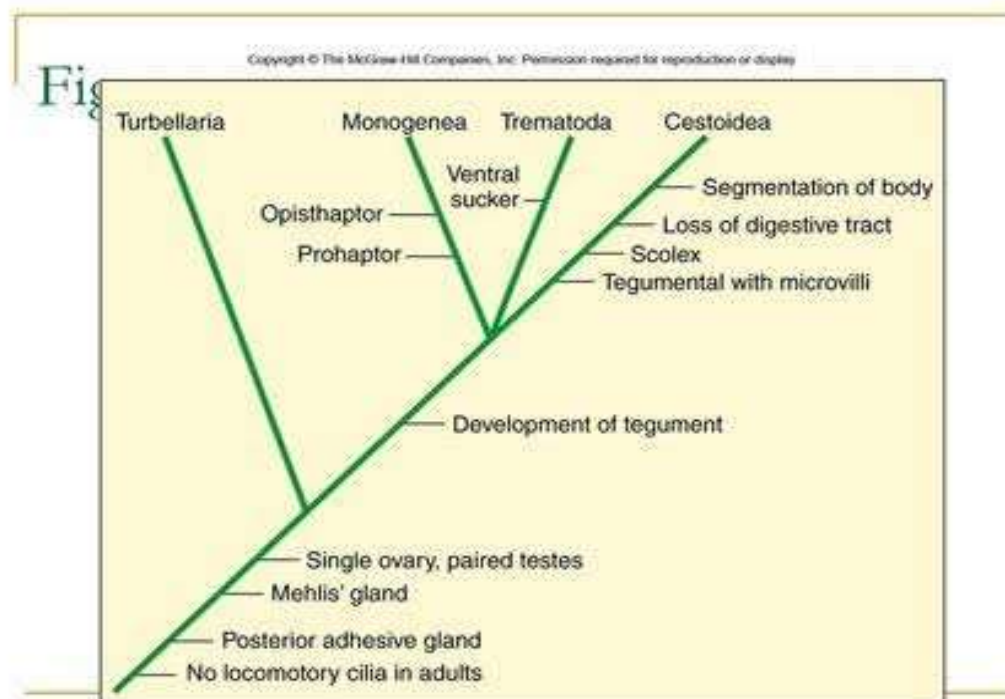 Copyright © The McGraw-Hill Companies, Inc. Permission required for reproduction or display.
Fig
Turbellaria
Monogenea
Trematoda
Cestoidea
Ventral
sucker
Segmentation of body
Opisthaptor
Loss of digestive tract
Prohaptor
Scolex
Tegumental with microvilli
Development of tegument
Single ovary, paired testes
Mehlis' gland
Posterior adhesive gland
No locomotory cilia in adults